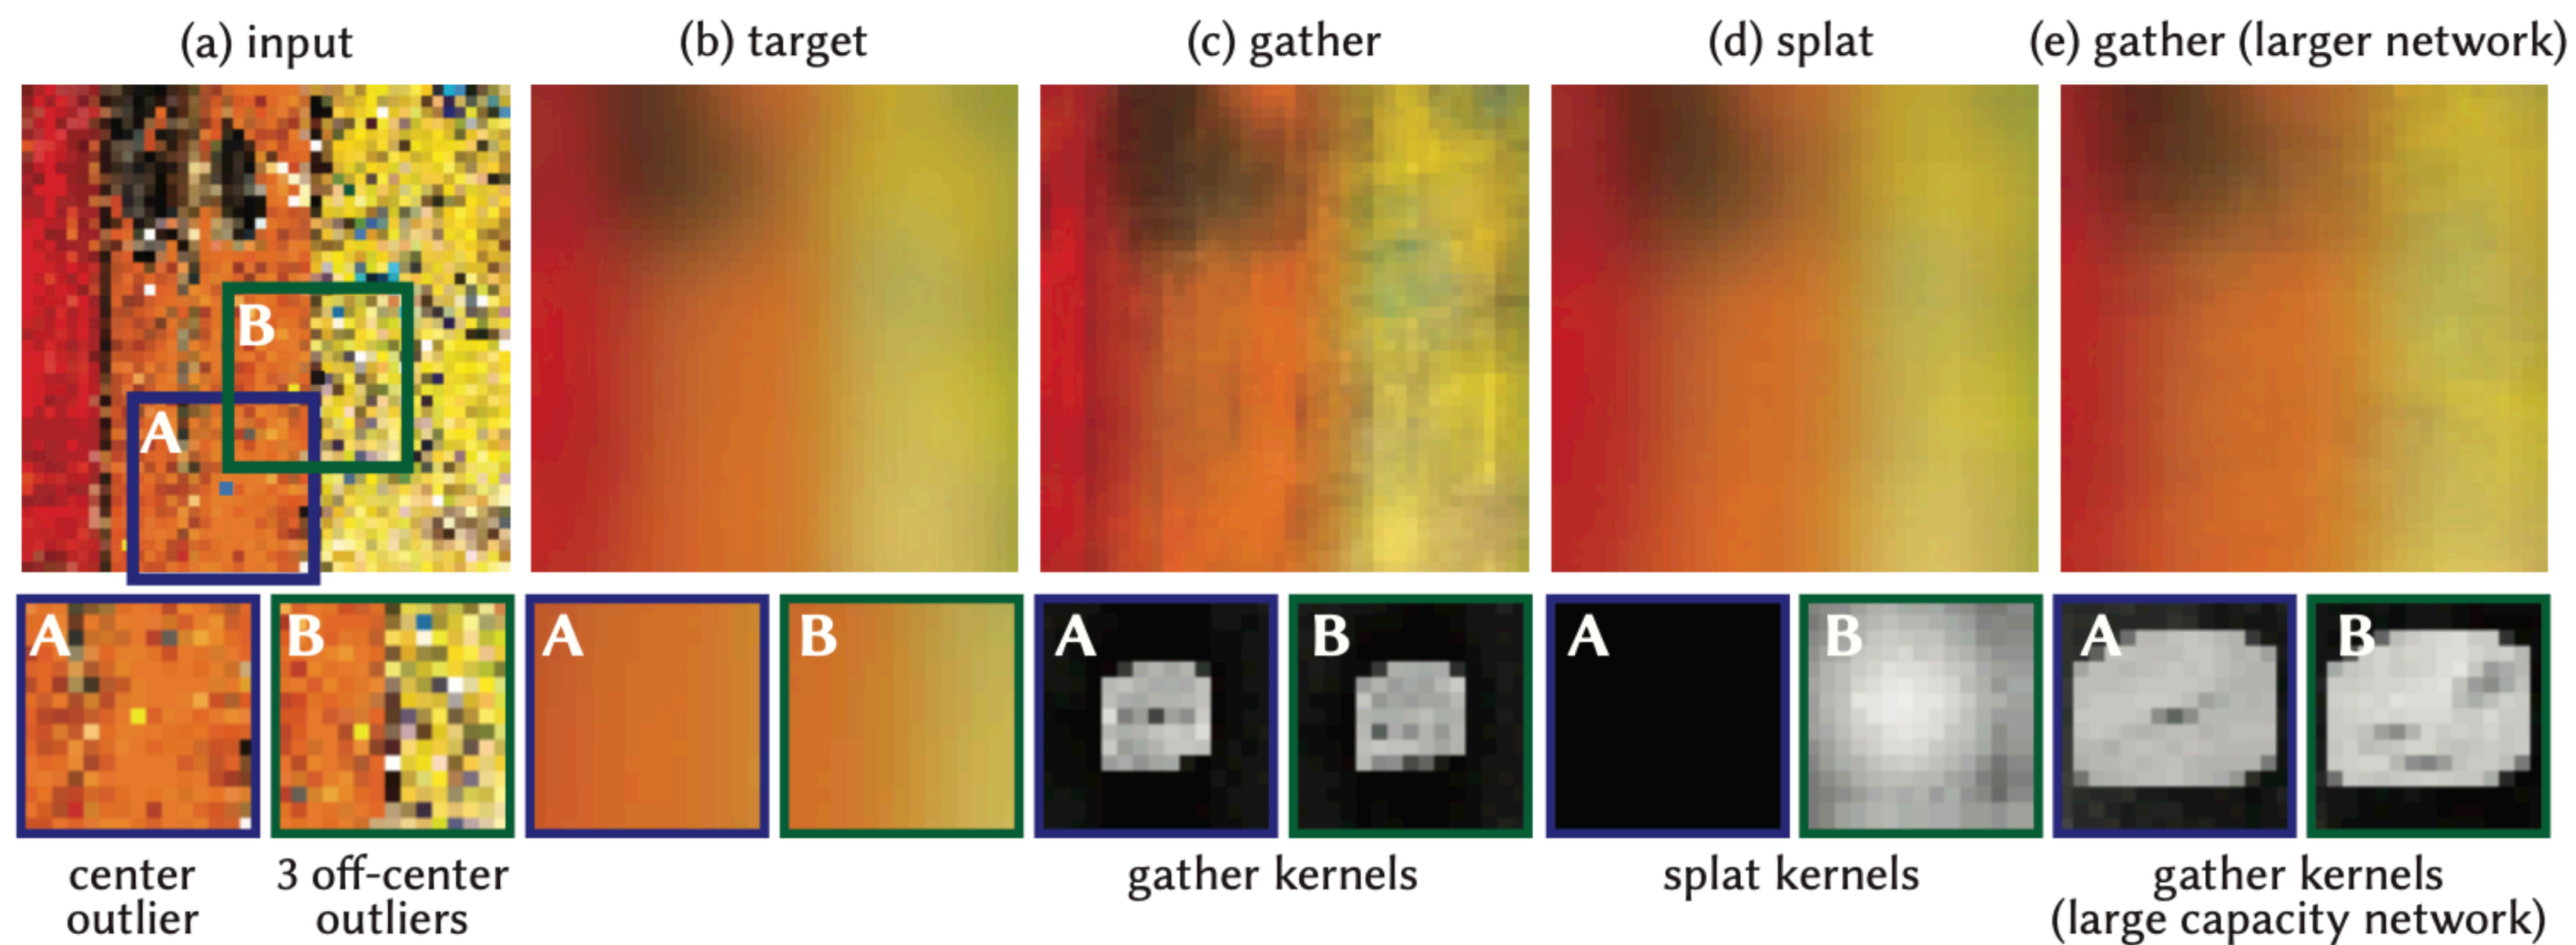 (a) input (b) target (c) gather (d) splat (e) gather (larger network)
B
A
A B A B A B A B A B
center 3 off-center gather kernels splat kernels gather kernels
outlier outliers (large capacity network)